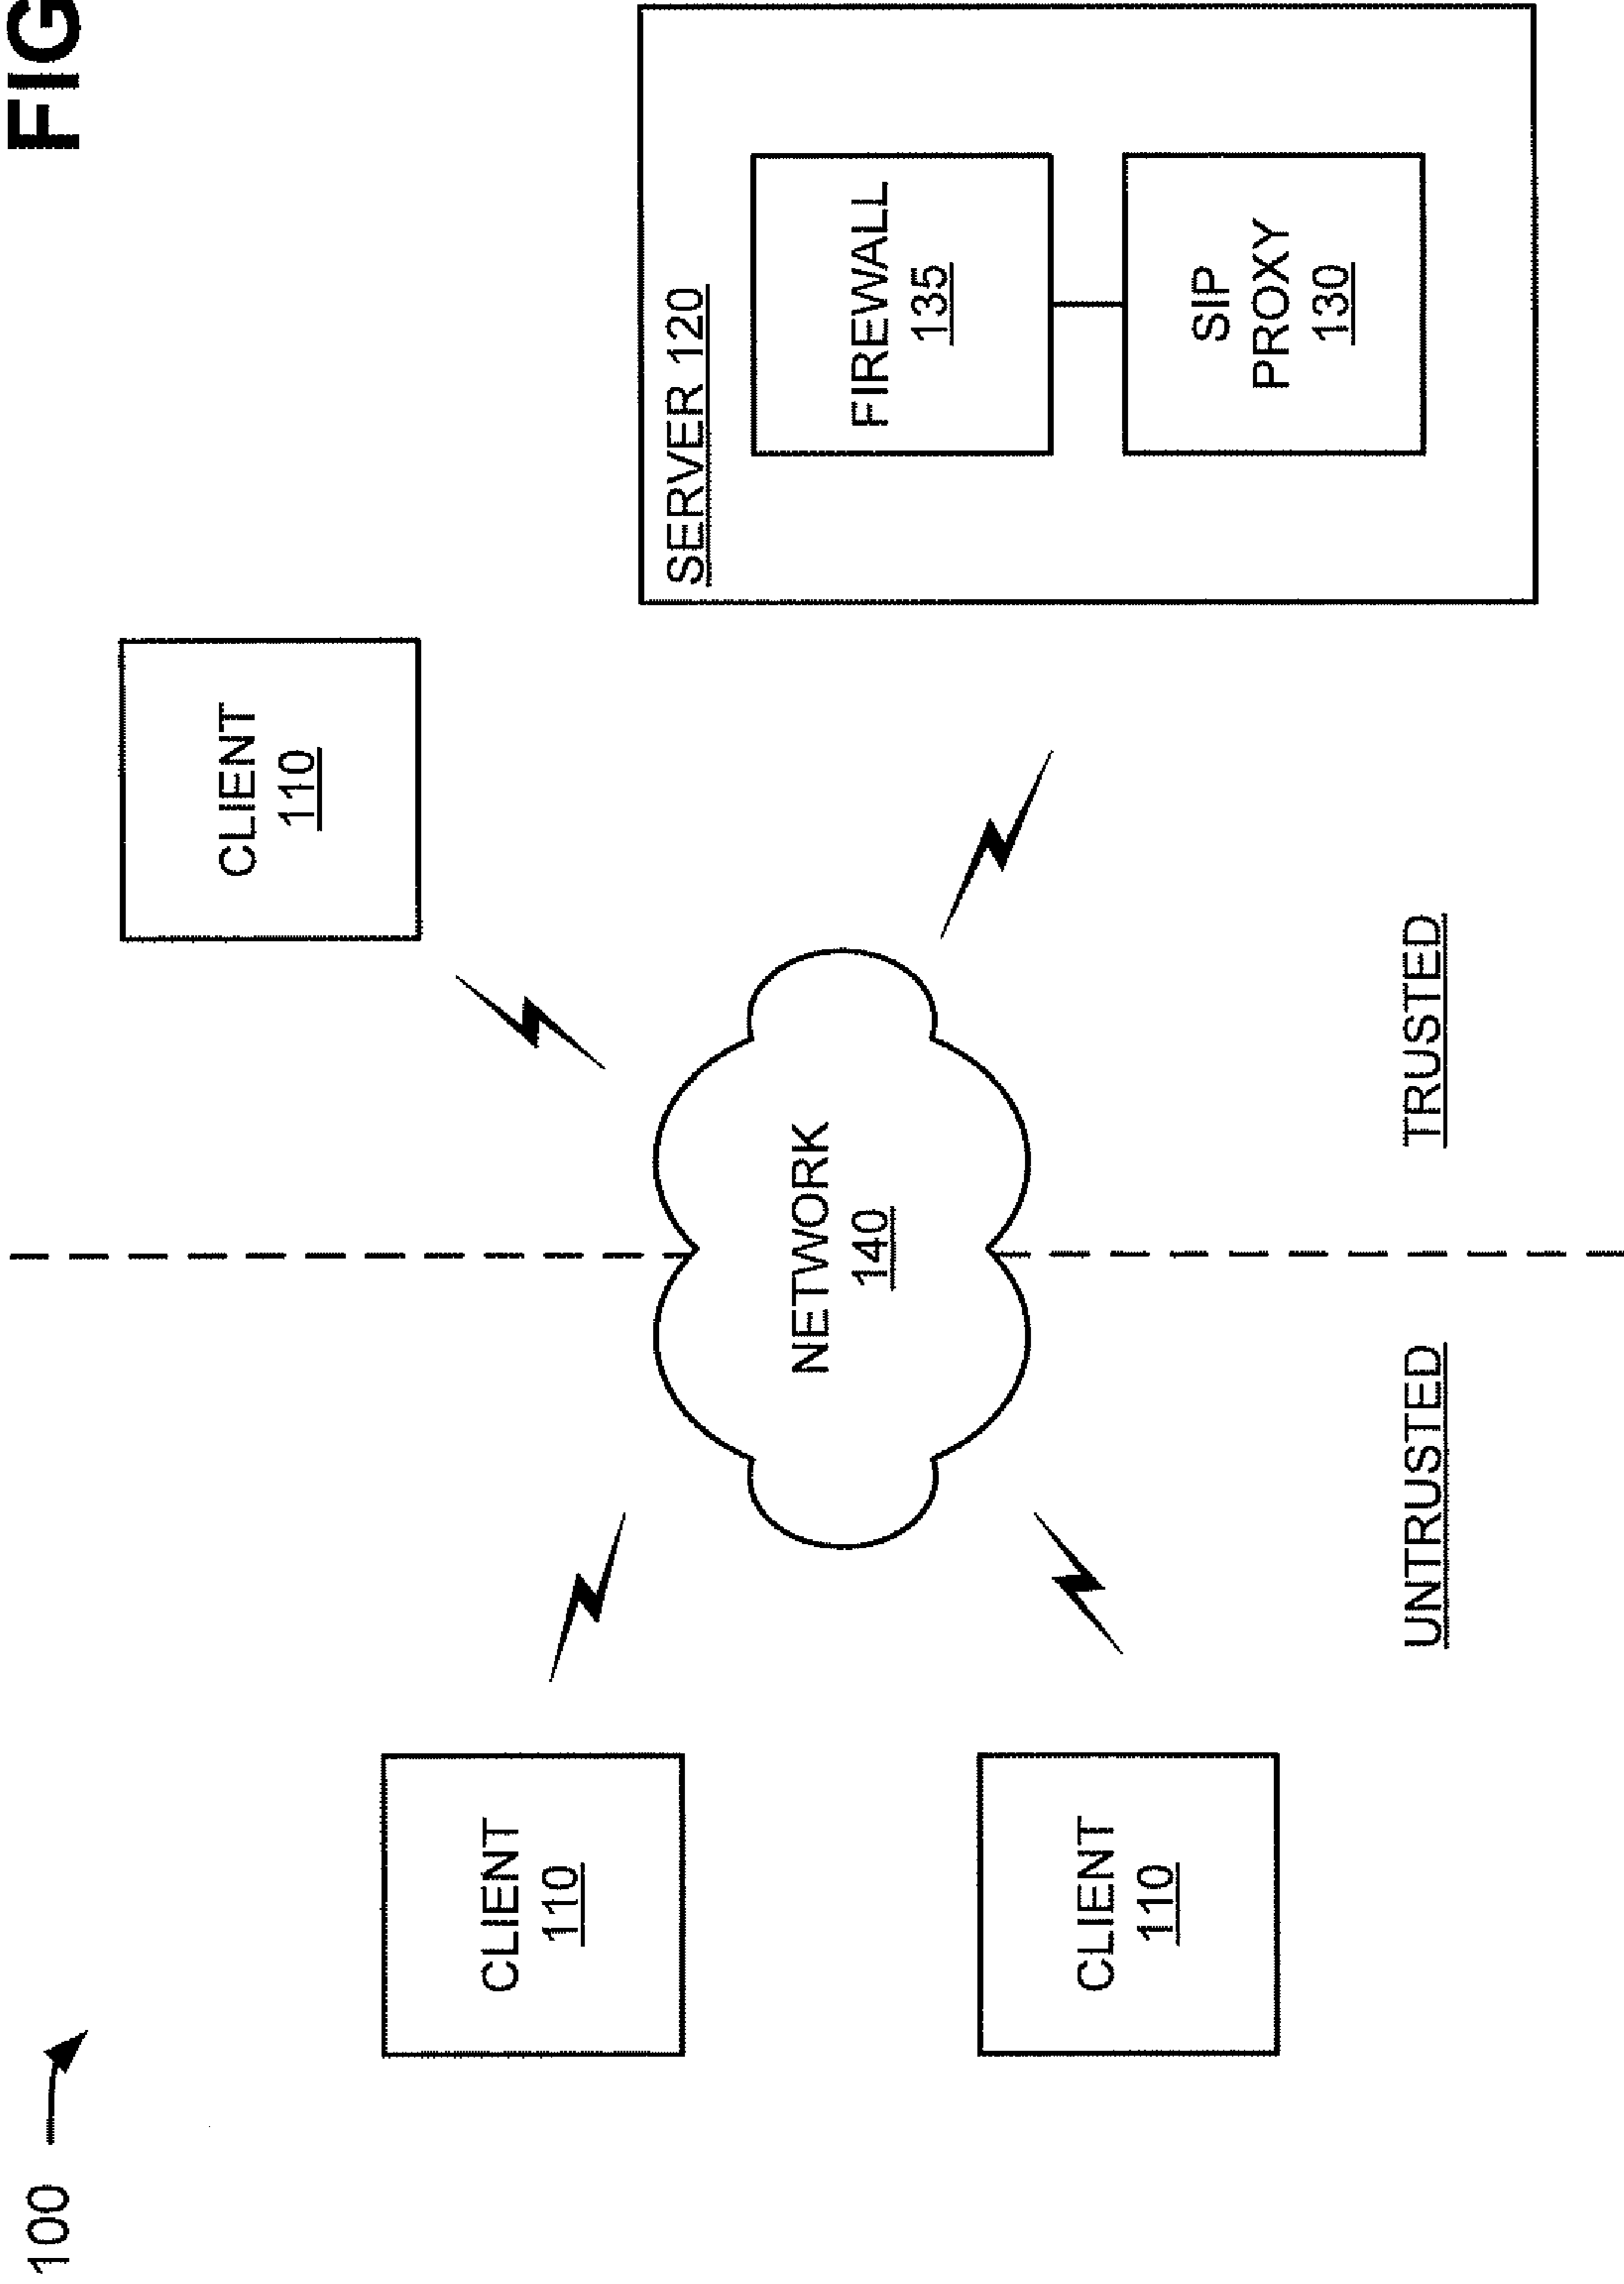 FIG
100
CLIENT
110
SERVER 120
CLIENT
110
FIREWALL
135
NETWORK
140
CLIENT
110
SIP
PROXY
130
UNTRUSTED
TRUSTED